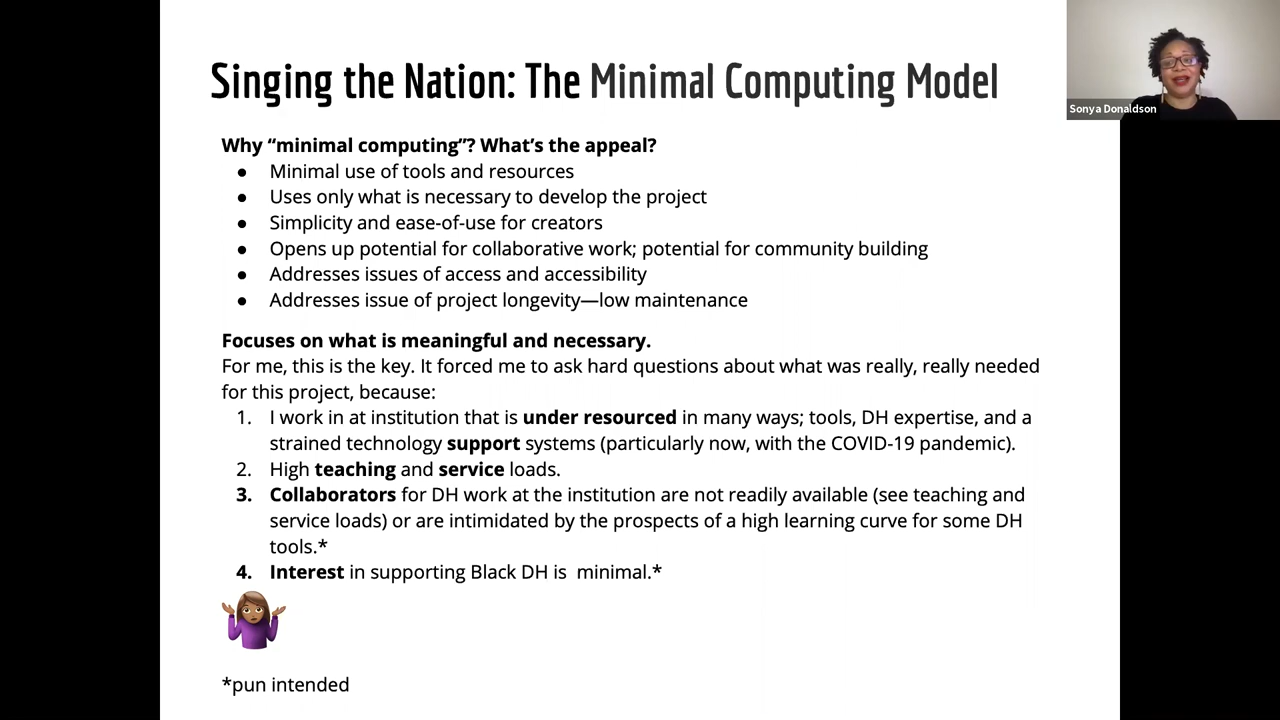 Singing the Nation: The Minimal Computing Model
Sonya Donaldson
Why “minimal computing”? What’s the appeal?
● Minimal use of tools and resources
● Uses only what is necessary to develop the project
● Simplicity and ease-of-use for creators
● Opens up potential for collaborative work; potential for community building
● Addresses issues of access and accessibility
● Addresses issue of project longevity—low maintenance
Focuses on what is meaningful and necessary.
For me, this is the key. It forced me to ask hard questions about what was really, really needed
for this project, because:
1. I work in at institution that is under resourced in many ways; tools, DH expertise, and a
strained technology support systems (particularly now, with the COVID-19 pandemic).
2. High teaching and service loads.
3. Collaborators for DH work at the institution are not readily available (see teaching and
service loads) or are intimidated by the prospects of a high learning curve for some DH
tools.*
4. Interest in supporting Black DH is minimal.*
*pun intended